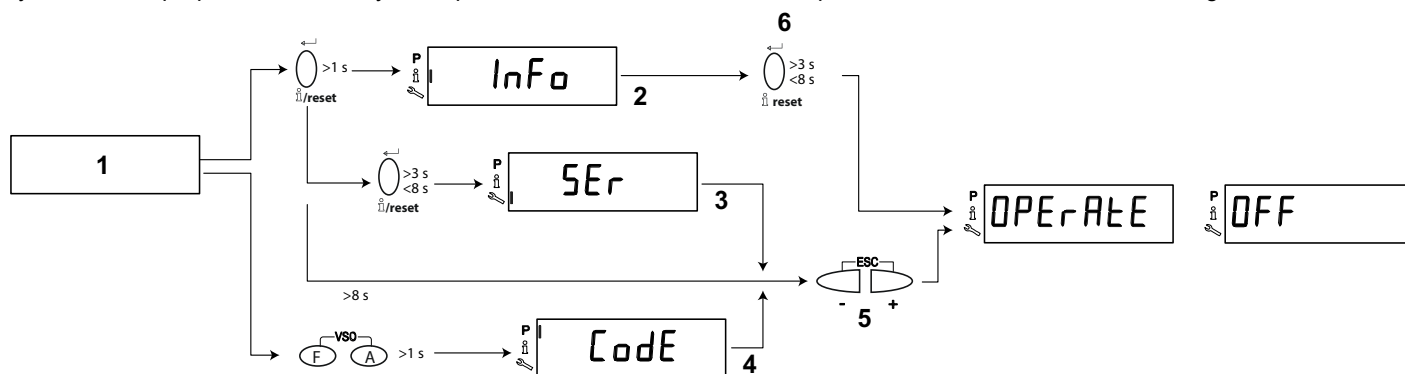 6
>1 s
i/reset
P
i
InFo
2
>3 s
<8 s
i reset
1
>3 s
<8 s
i/reset
P
i
SEr
3
P
i
OPErAtE
P
i
OFF
>8 s
ESC
- +
5
VSO
F A
>1 s
P
i
CodE
4